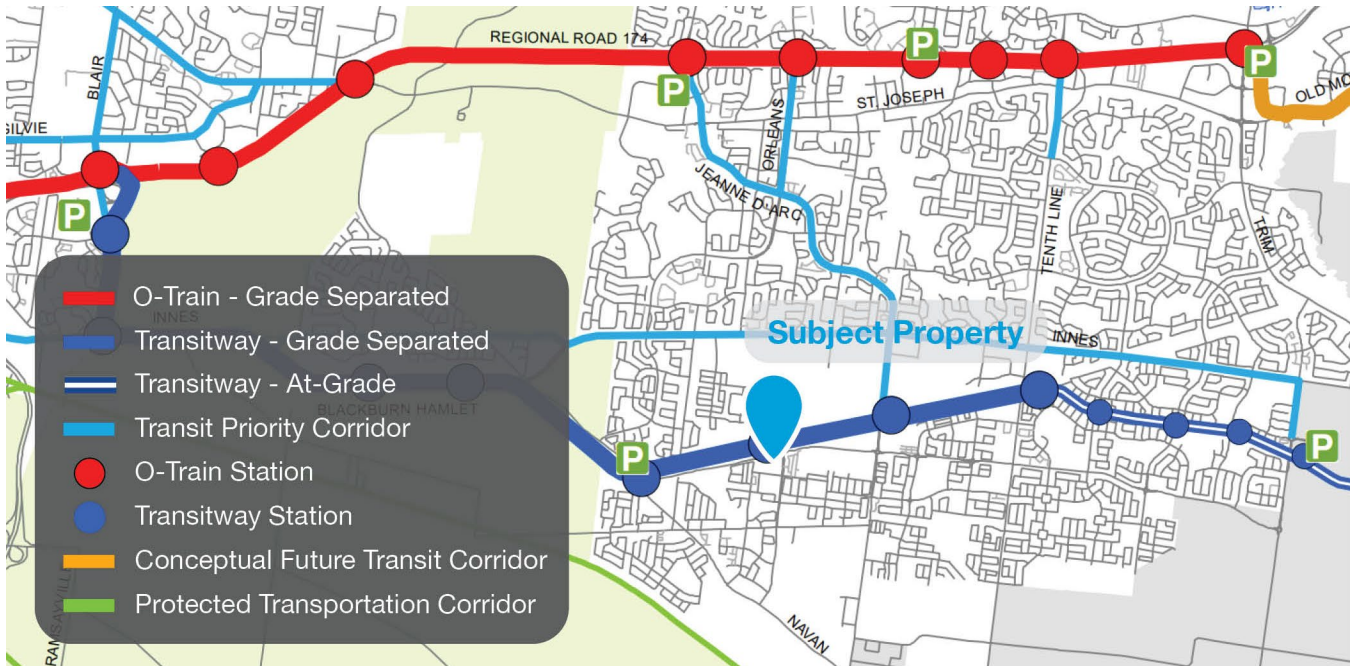 REGIONAL ROAD 174
BLAIR
P
OLD MO
ST. JOSEPH
P
P
GILVIE
ORLEANS
JEANNE D'ARC
P
TENTH LINE
TRIM
O-Train - Grade Separated
INNES
Transitway - Grade Separated
Subject Property
INNES
Transitway - At-Grade
BLACKBURN HAMLET
Transit Priority Corridor
P
P
O-Train Station
Transitway Station
Conceptual Future Transit Corridor
Protected Transportation Corridor
RAMSAYVILLE
NAVAN